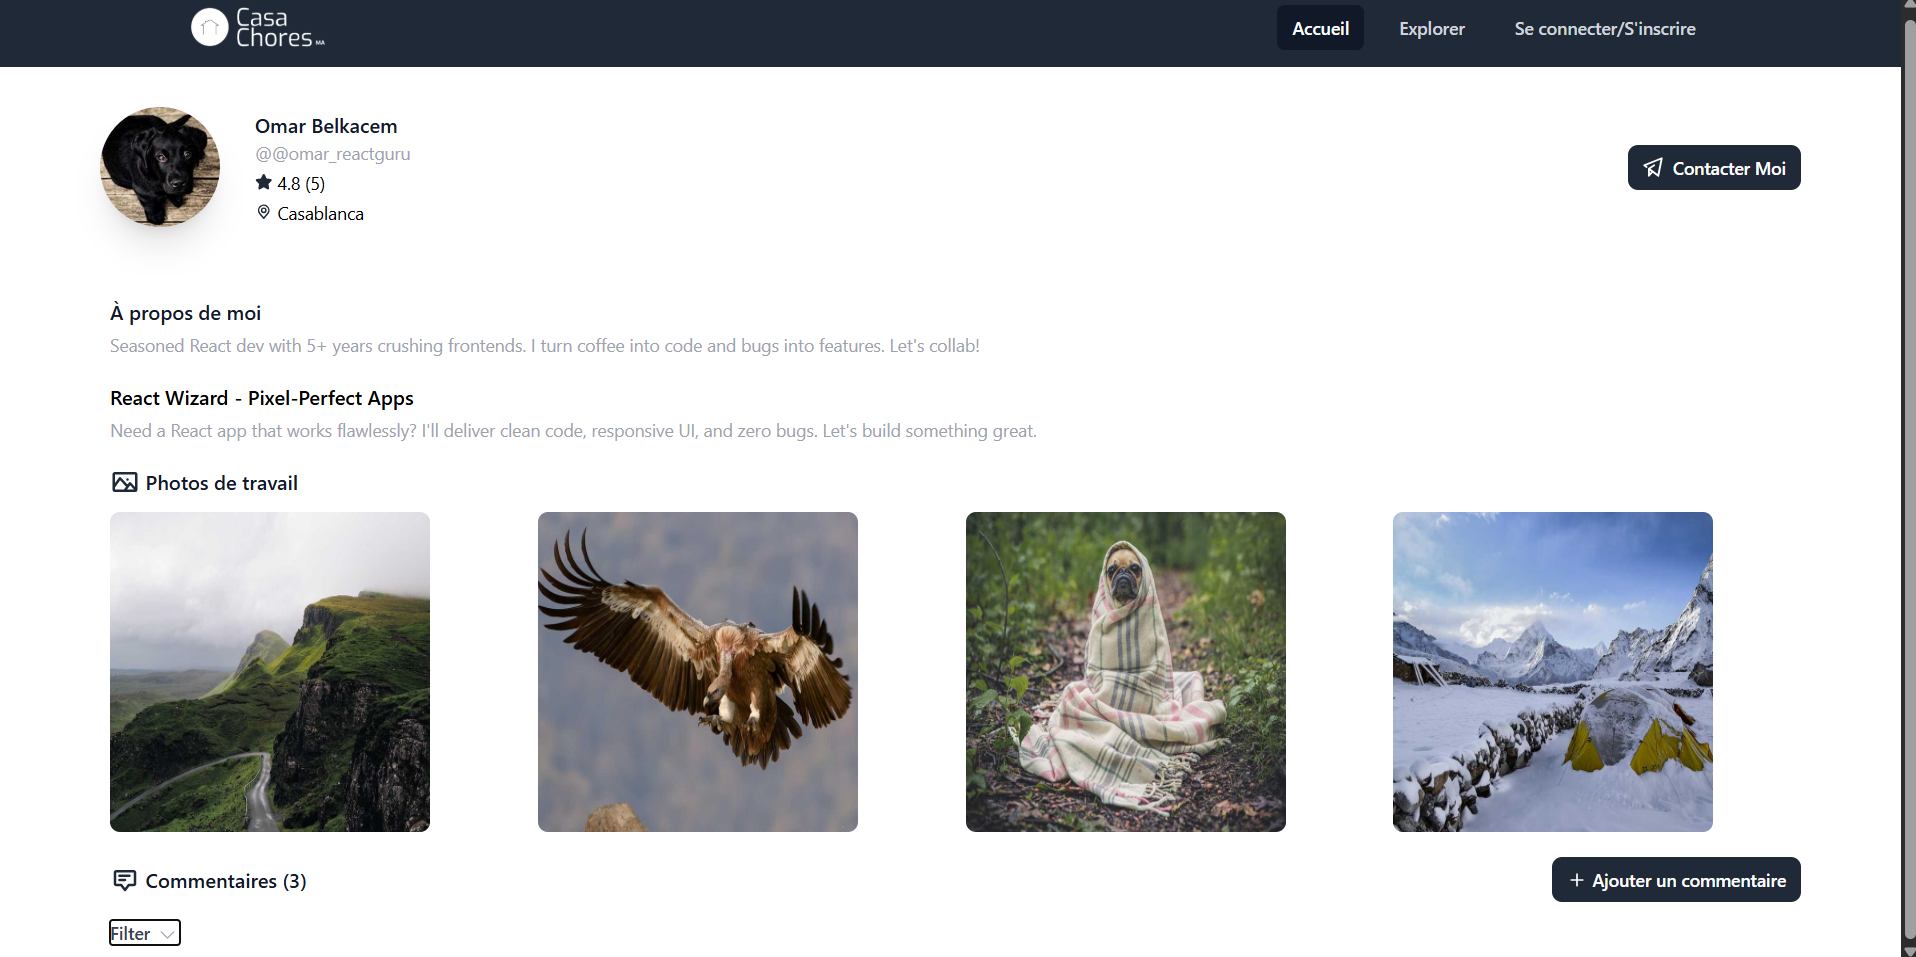 Casa
Chores MA
Accueil
Explorer
Se connecter/S'inscrire
Omar Belkacem
@@omar_reactguru
4.8 (5)
Casablanca
Contacter Moi
À propos de moi
Seasoned React dev with 5+ years crushing frontends. I turn coffee into code and bugs into features. Let's collab!
React Wizard - Pixel-Perfect Apps
Need a React app that works flawlessly? I'll deliver clean code, responsive UI, and zero bugs. Let's build something great.
Photos de travail
Commentaires (3)
+ Ajouter un commentaire
Filter